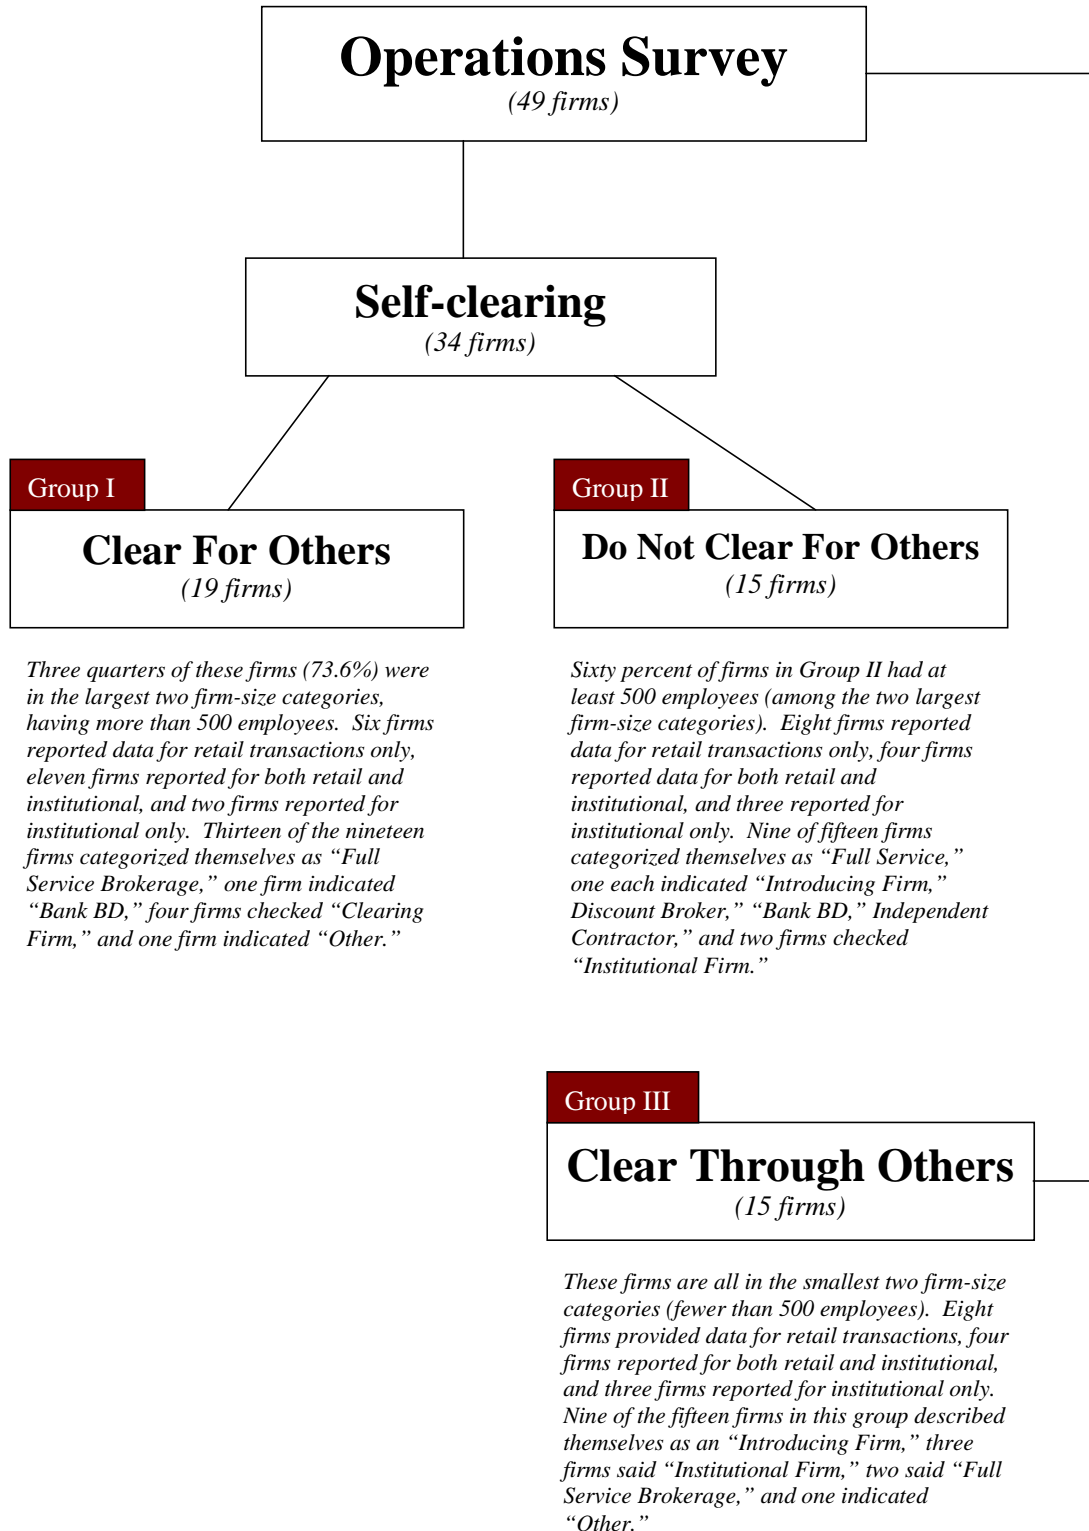 Operations Survey
(49 firms)
Self-clearing
(34 firms)
Group I
Clear For Others
(19 firms)
Three quarters of these firms (73.6%) were
in the largest two firm-size categories,
having more than 500 employees.  Six firms
reported data for retail transactions only,
eleven firms reported for both retail and
institutional, and two firms reported for
institutional only.  Thirteen of the nineteen
firms categorized themselves as “Full
Service Brokerage,” one firm indicated
“Bank BD,” four firms checked “Clearing
Firm,” and one firm indicated “Other.”
Group II
Do Not Clear For Others
(15 firms)
Sixty percent of firms in Group II had at
least 500 employees (among the two largest
firm-size categories).  Eight firms reported
data for retail transactions only, four firms
reported data for both retail and
institutional, and three reported for
institutional only.  Nine of fifteen firms
categorized themselves as “Full Service,”
one each indicated “Introducing Firm,”
Discount Broker,” “Bank BD,” Independent
Contractor,” and two firms checked
“Institutional Firm.”
Group III
Clear Through Others
(15 firms)
These firms are all in the smallest two firm-size
categories (fewer than 500 employees).  Eight
firms provided data for retail transactions, four
firms reported for both retail and institutional,
and three firms reported for institutional only.
Nine of the fifteen firms in this group described
themselves as an “Introducing Firm,” three
firms said “Institutional Firm,” two said “Full
Service Brokerage,” and one indicated
“Other.”